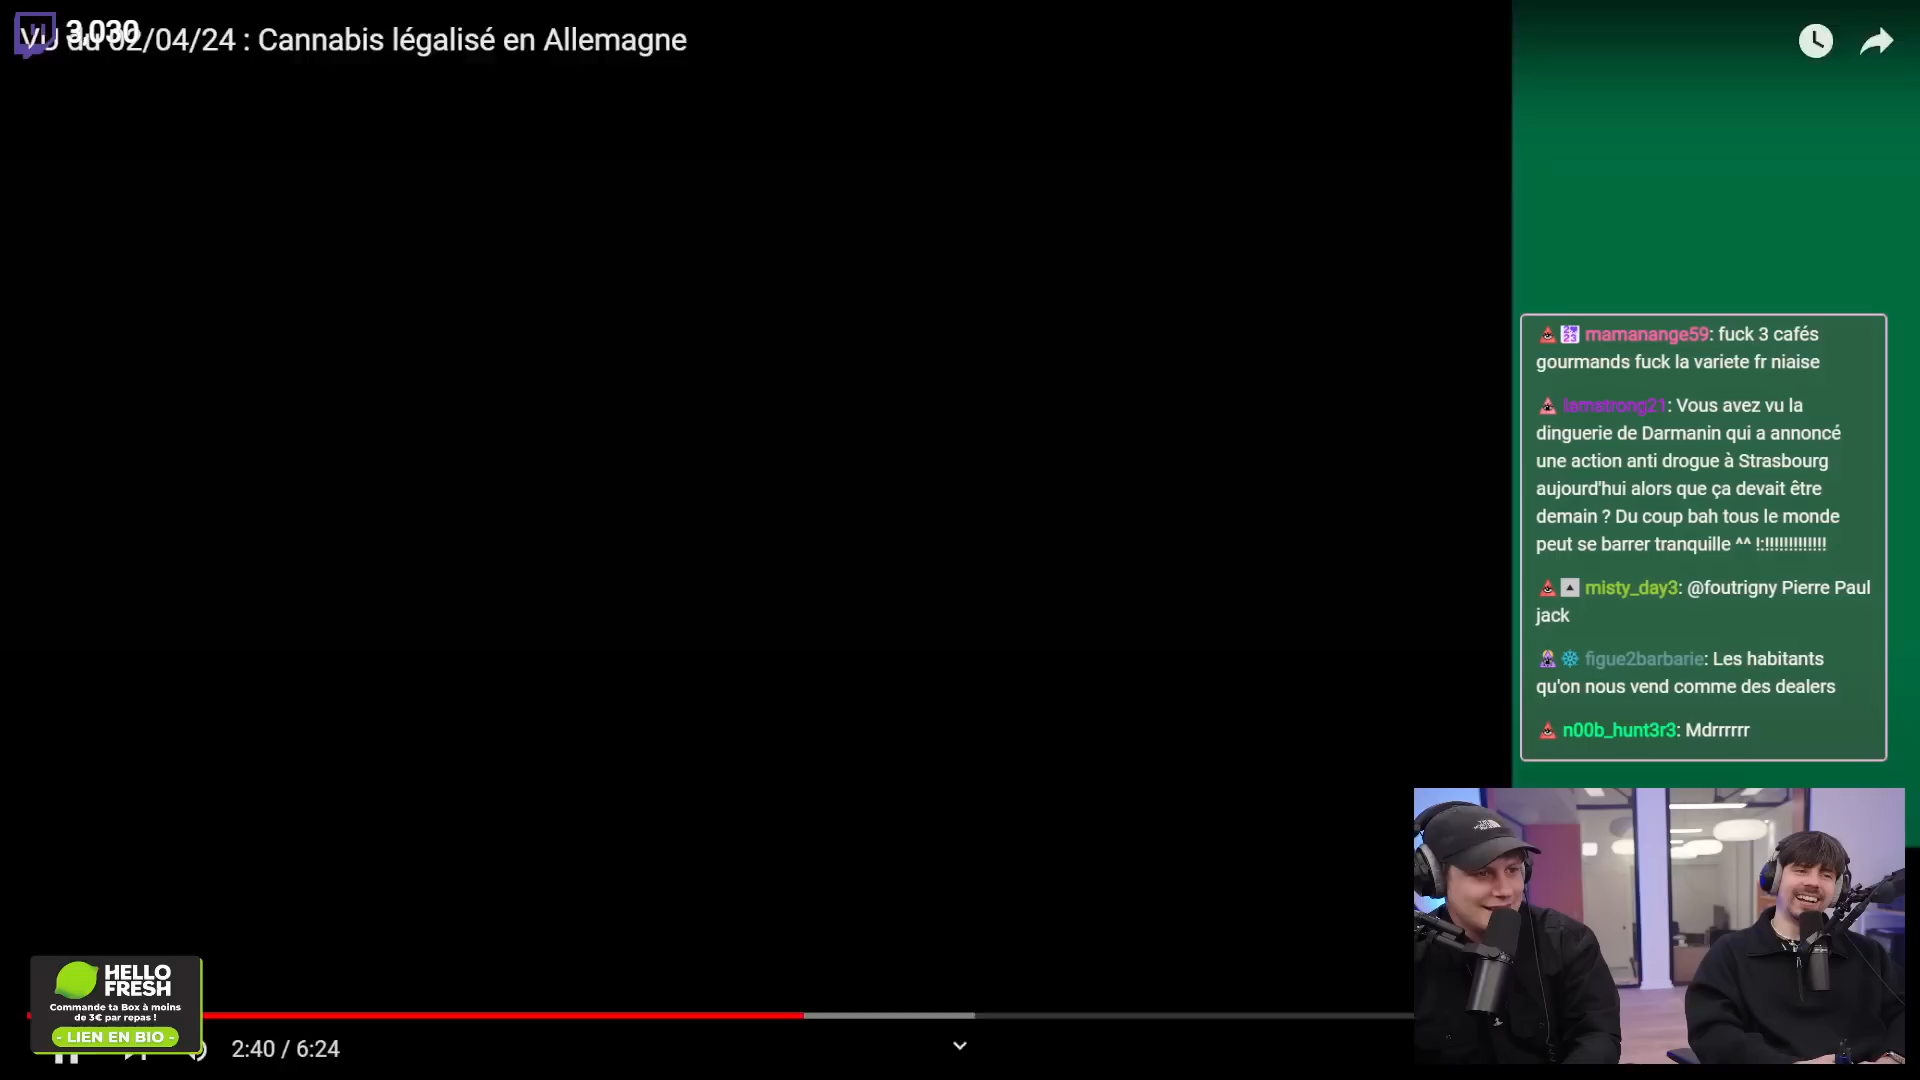 3,030
VU du 02/04/24 : Cannabis légalisé en Allemagne
mamanange59: fuck 3 cafés
gourmands fuck la variete fr niaise
Iamstrong21: Vous avez vu la
dinguerie de Darmanin qui a annoncé
une action anti drogue à Strasbourg
aujourd'hui alors que ça devait être
demain ? Du coup bah tous le monde
peut se barrer tranquille ^^ !:!!!!!!!!!!!!!
misty_day3: @foutrigny Pierre Paul
jack
figue2barbarie: Les habitants
qu'on nous vend comme des dealers
n00b_hunt3r3: Mdrrrrrr
HELLO
FRESH
Commande ta Box à moins
de 3€ par repas !
- LIEN EN BIO -
2:40 / 6:24